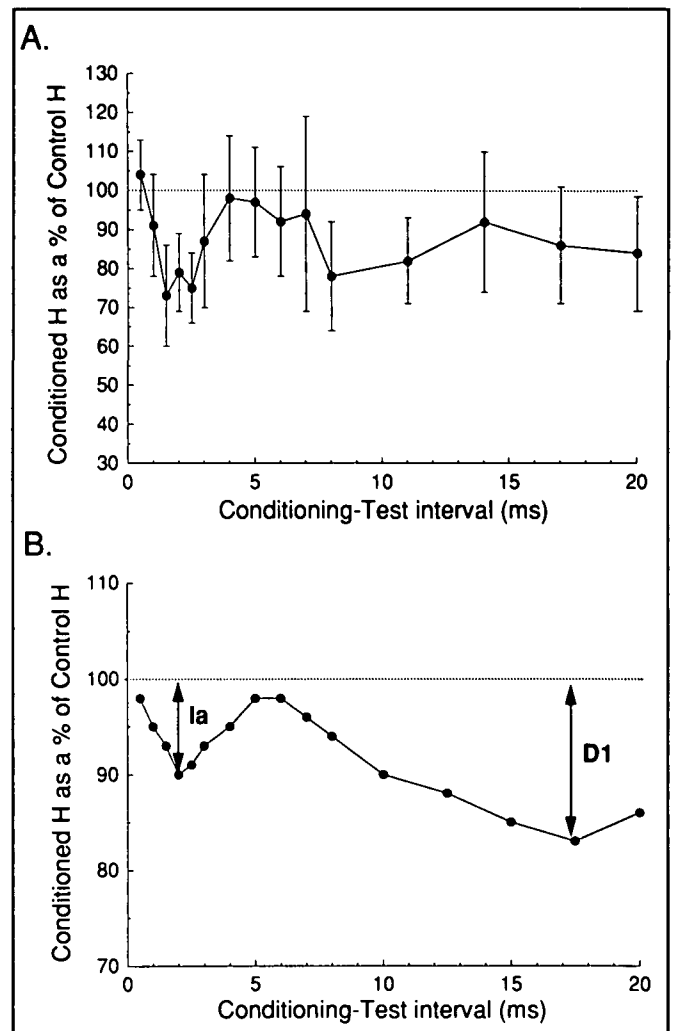 A.
Conditioned H as a % of Control H
130
120
110
100
90
80
70
60
50
40
30
0 5 10 15 20
Conditioning-Test interval (ms)
B.
Conditioned H as a % of Control H
110
100
90
80
70
Ia
D1
0 5 10 15 20
Conditioning-Test interval (ms)